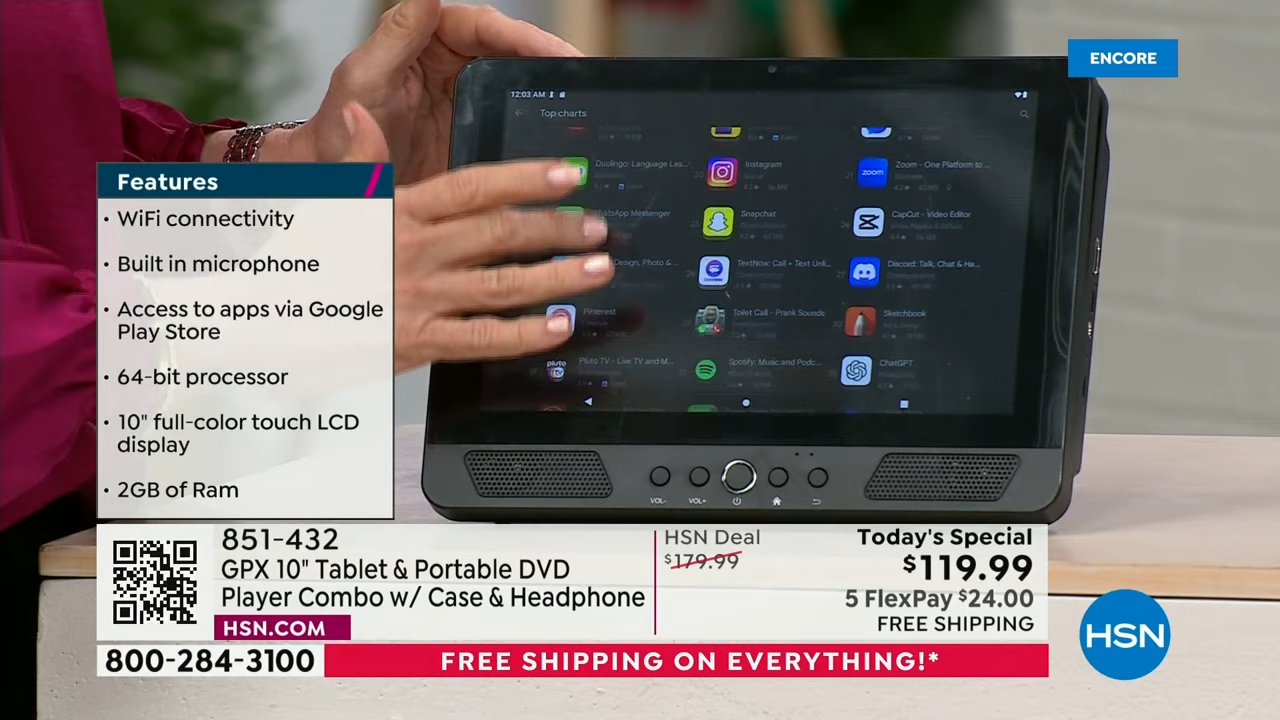 ENCORE
12:03 AM
Top charts
Duolingo: Language Les...
Instagram
Zoom - One Platform to ...
WhatsApp Messenger
Snapchat
CapCut - Video Editor
Design, Photo & ...
TextNow: Call + Text Unli...
Discord: Talk, Chat & Ha...
Pinterest
Toilet Call - Prank Sounds
Sketchbook
Pluto TV - Live TV and M...
Spotify: Music and Podc...
ChatGPT
zoom
pluto
VOL-
VOL+
Features
• WiFi connectivity
• Built in microphone
• Access to apps via Google
Play Store
• 64-bit processor
• 10" full-color touch LCD
display
• 2GB of Ram
851-432
GPX 10" Tablet & Portable DVD
Player Combo w/ Case & Headphone
HSN.COM
HSN Deal
$179.99
Today's Special
$119.99
5 FlexPay $24.00
FREE SHIPPING
HSN
800-284-3100
FREE SHIPPING ON EVERYTHING!*